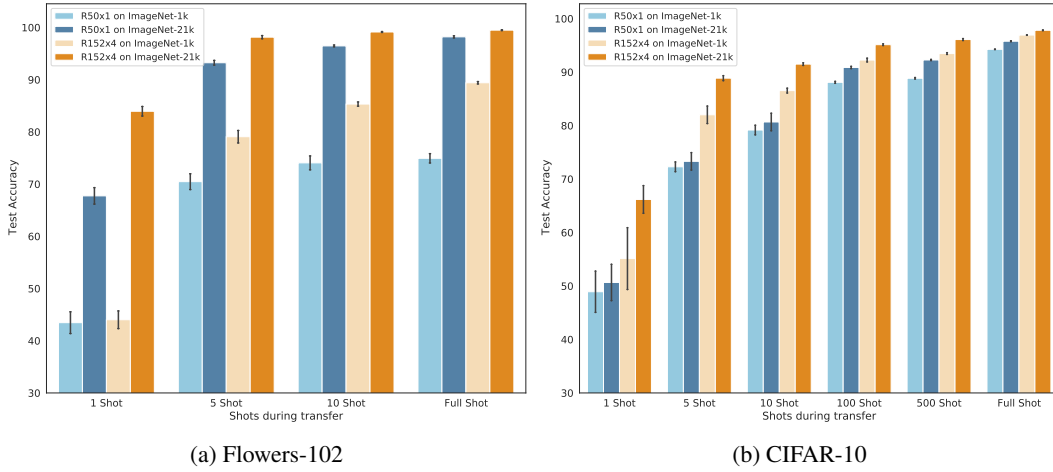 R50x1 on ImageNet-1k
R50x1 on ImageNet-21k
R152x4 on ImageNet-1k
R152x4 on ImageNet-21k
Test Accuracy
100
90
80
70
60
50
40
30
1 Shot 5 Shot 10 Shot Full Shot
Shots during transfer
(a) Flowers-102
R50x1 on ImageNet-1k
R50x1 on ImageNet-21k
R152x4 on ImageNet-1k
R152x4 on ImageNet-21k
Test Accuracy
100
90
80
70
60
50
40
30
1 Shot 5 Shot 10 Shot 100 Shot 500 Shot Full Shot
Shots during transfer
(b) CIFAR-10